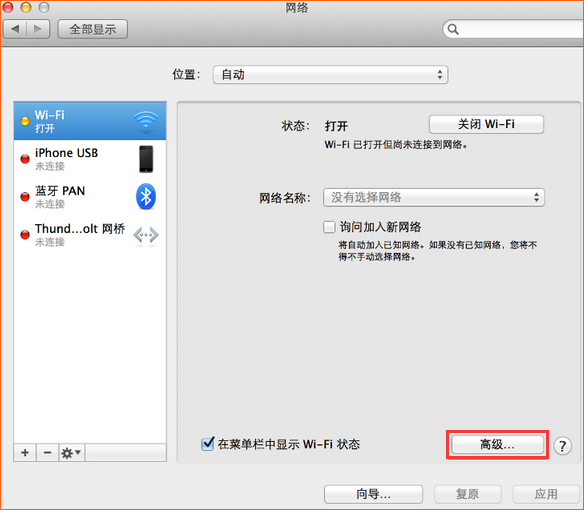 网络
全部显示
位置： 自动
Wi-Fi
打开
iPhone USB
未连接
蓝牙 PAN
未连接
Thund...olt 网桥
未连接
状态： 打开 关闭 Wi-Fi
Wi-Fi 已打开但尚未连接到网络。
网络名称： 没有选择网络
询问加入新网络
将自动加入已知网络。如果没有已知网络，您将不
得不手动选择网络。
在菜单栏中显示 Wi-Fi 状态 高级... ?
向导... 复原 应用